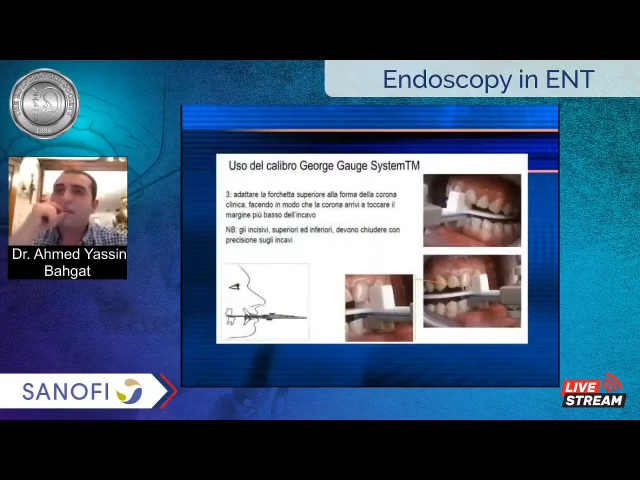 Endoscopy in ENT
1980
Uso del calibro George Gauge SystemTM
3: adattare la forchetta superiore alla forma della corona
clinica, facendo in modo che la corona arrivi a toccare il
margine più basso dell'incavo
NB: gli incisivi, superiori ed inferiori, devono chiudere con
precisione sugli incavi
Dr. Ahmed Yassin
Bahgat
SANOFI
LIVE
STREAM